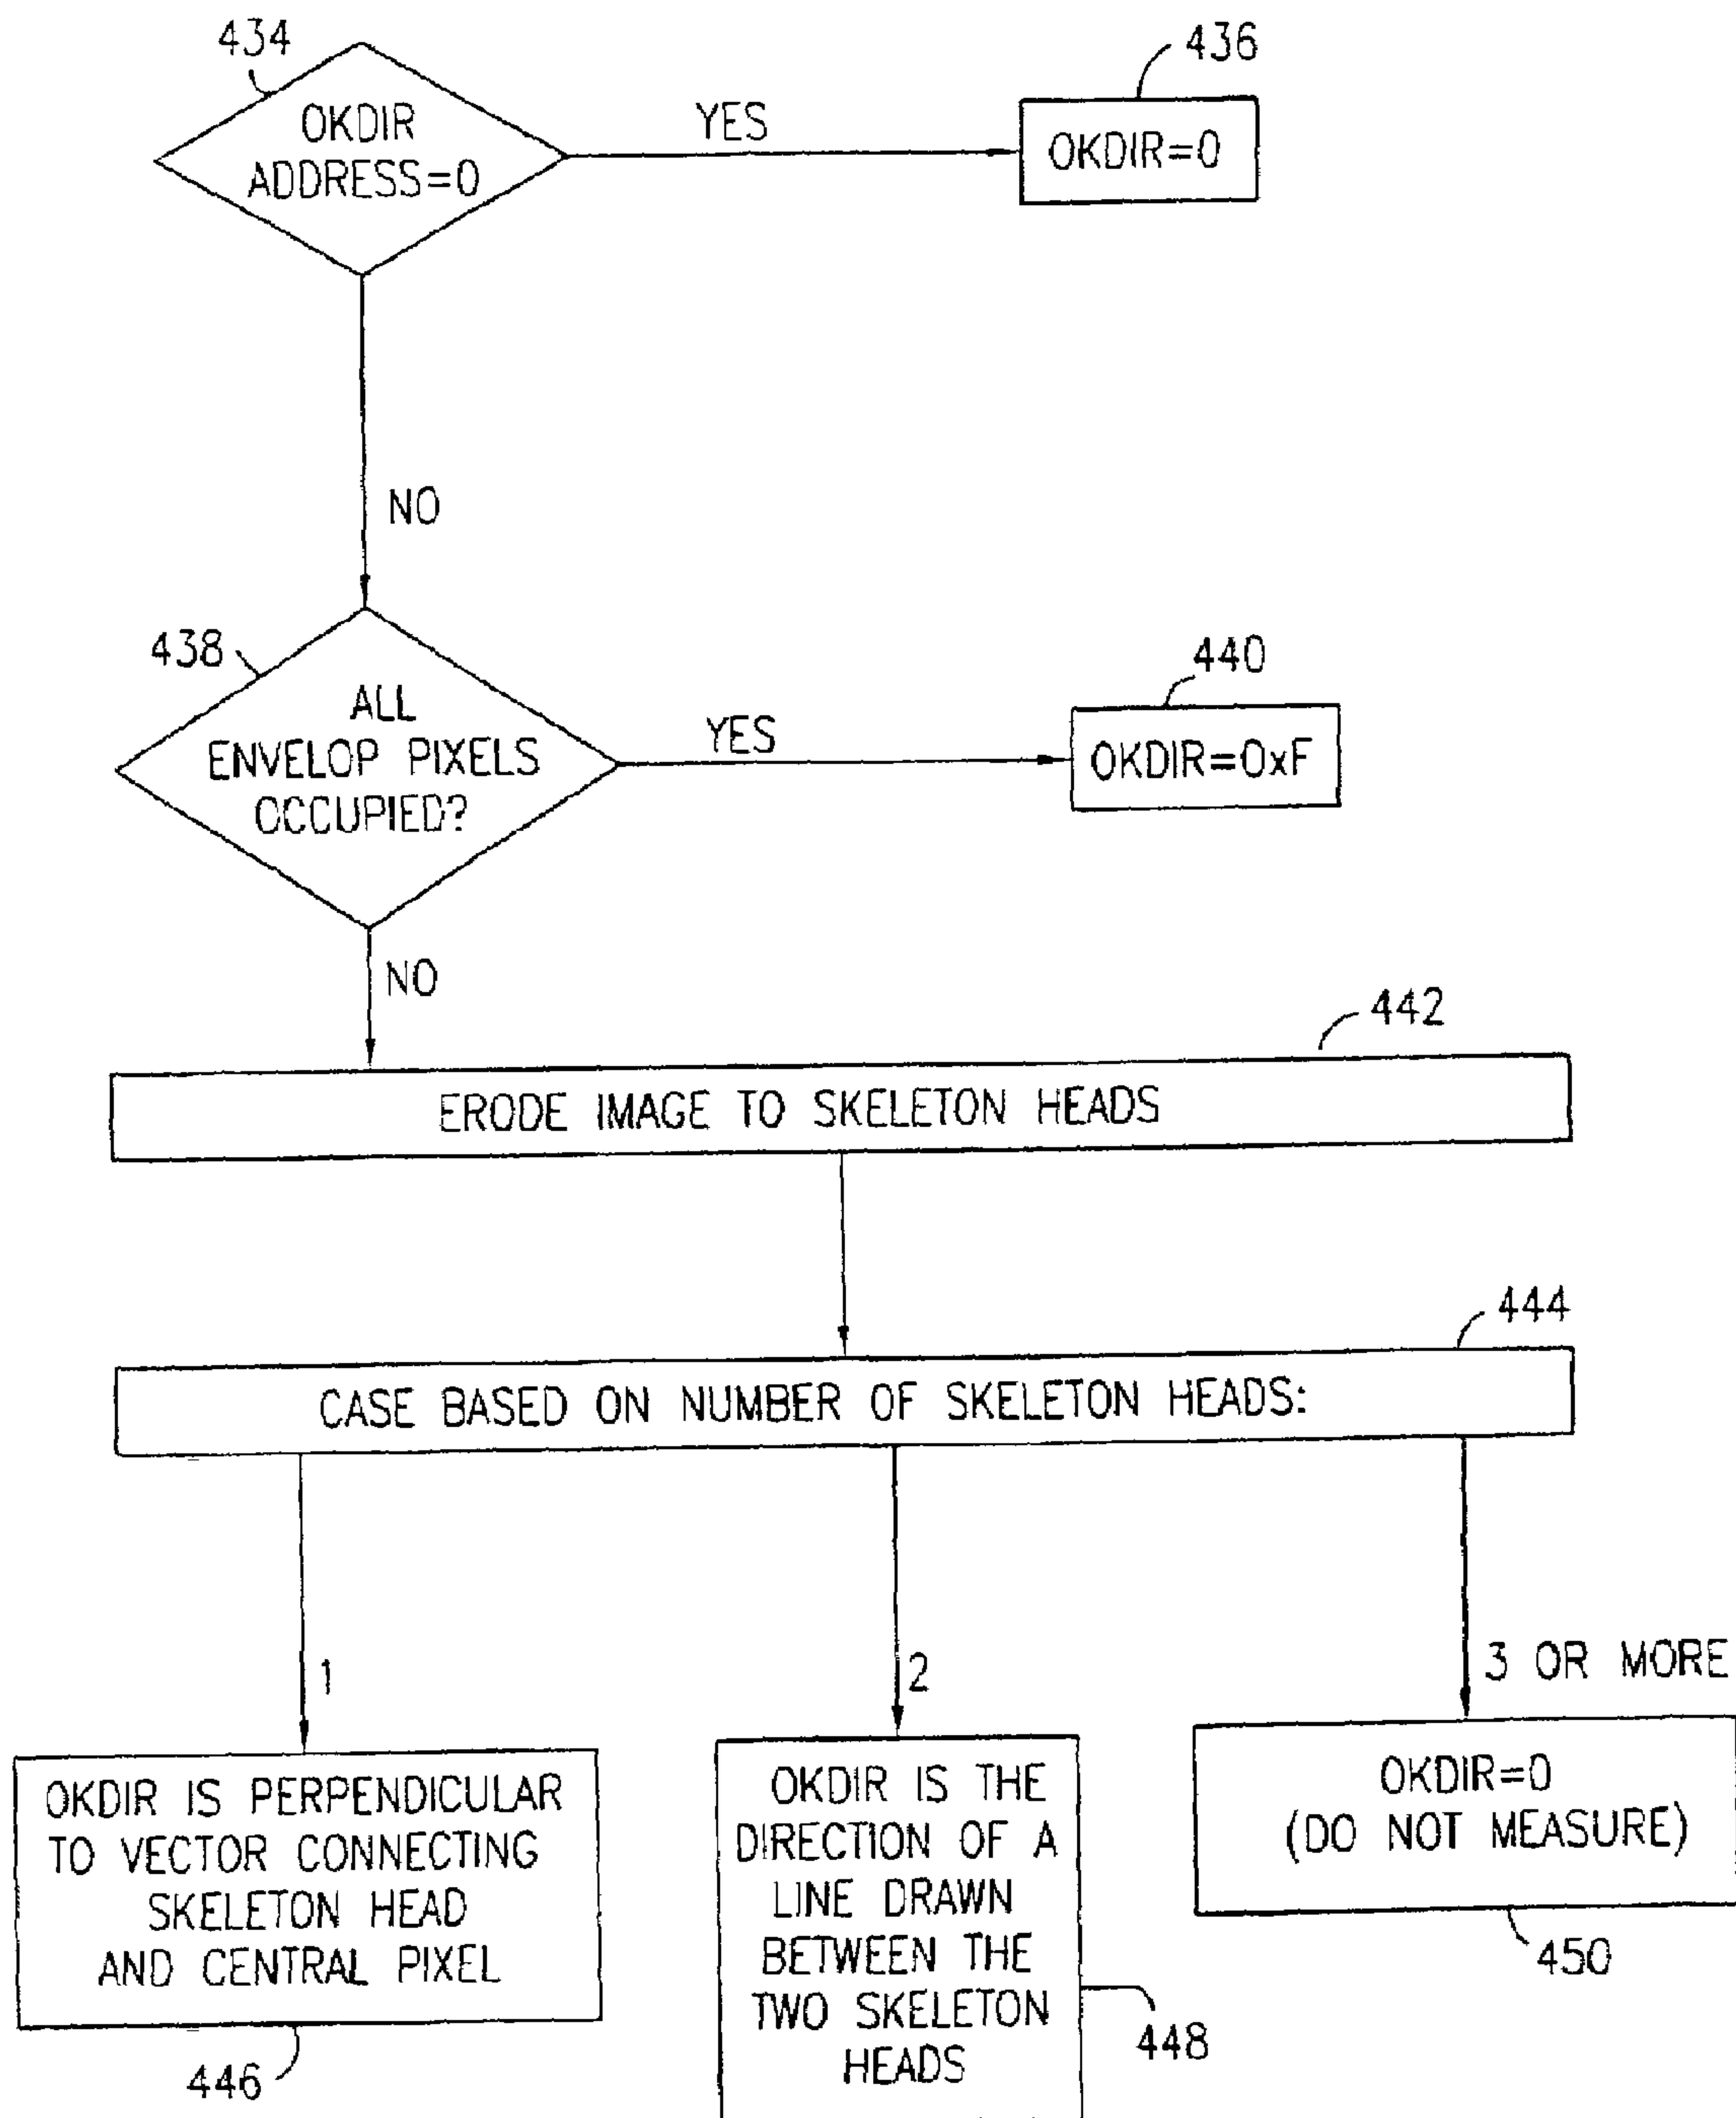 434
436
OKDIR
ADDRESS=0
YES
OKDIR=0
NO
438
440
ALL
ENVELOP PIXELS
OCCUPIED?
YES
OKDIR=0xF
NO
442
ERODE IMAGE TO SKELETON HEADS
444
CASE BASED ON NUMBER OF SKELETON HEADS:
1
2
3 OR MORE
OKDIR IS PERPENDICULAR
TO VECTOR CONNECTING
SKELETON HEAD
AND CENTRAL PIXEL
446
OKDIR IS THE
DIRECTION OF A
LINE DRAWN
BETWEEN THE
TWO SKELETON
HEADS
448
OKDIR=0
(DO NOT MEASURE)
450